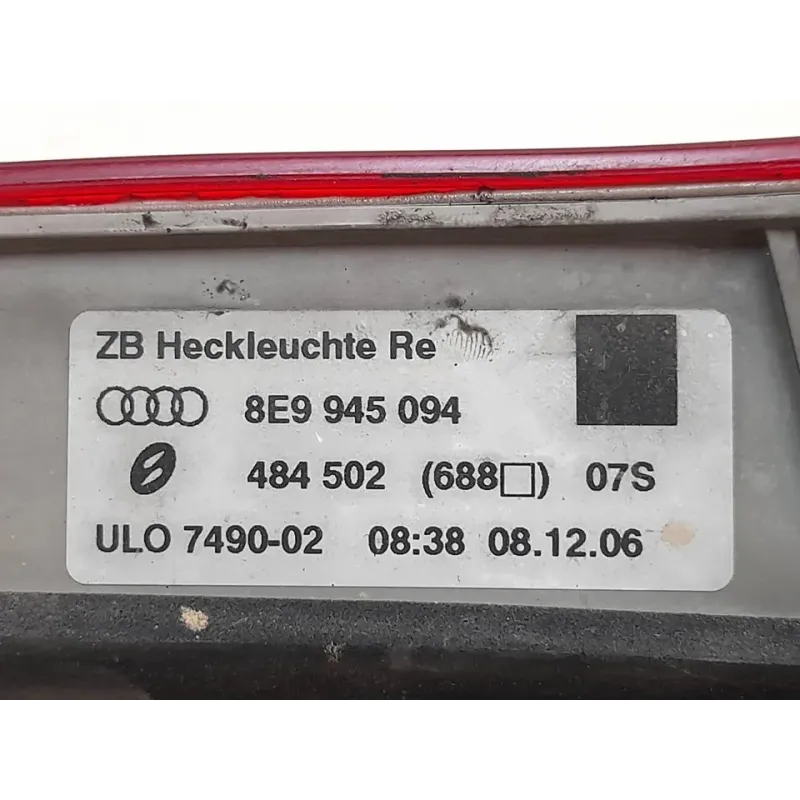 ZB Heckleuchte Re
8E9 945 094
484 502 (688□) 07S
ULO 7490-02 08:38 08.12.06